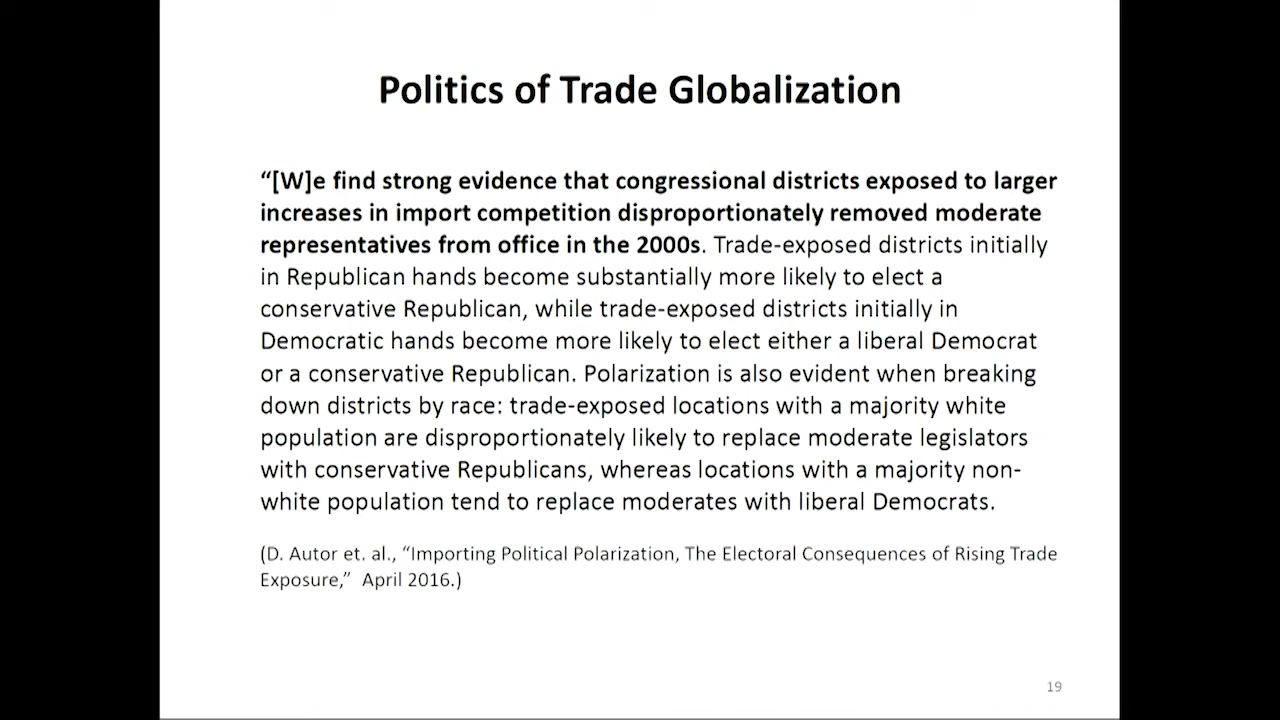 Politics of Trade Globalization
“[W]e find strong evidence that congressional districts exposed to larger
increases in import competition disproportionately removed moderate
representatives from office in the 2000s. Trade-exposed districts initially
in Republican hands become substantially more likely to elect a
conservative Republican, while trade-exposed districts initially in
Democratic hands become more likely to elect either a liberal Democrat
or a conservative Republican. Polarization is also evident when breaking
down districts by race: trade-exposed locations with a majority white
population are disproportionately likely to replace moderate legislators
with conservative Republicans, whereas locations with a majority non-
white population tend to replace moderates with liberal Democrats.
(D. Autor et. al., “Importing Political Polarization, The Electoral Consequences of Rising Trade
Exposure,” April 2016.)
19